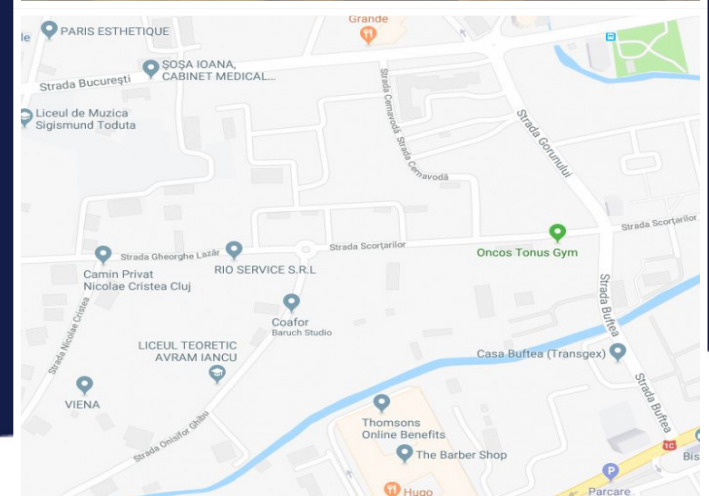 Grande
le
PARIS ESTHETIQUE
ȘOȘA IOANA,
CABINET MEDICAL...
Strada București
Liceul de Muzica
Sigismund Toduta
Strada Cernavodă
Strada Cernavodă
Strada Gorunului
Strada Scorțarilor
Strada Scorțarilor
Oncos Tonus Gym
Strada Gheorghe Lazăr
RIO SERVICE S.R.L
Camin Privat
Nicolae Cristea Cluj
Strada Nicolae Cristea
Strada Buftea
Coafor
Baruch Studio
LICEUL TEORETIC
AVRAM IANCU
Casa Buftea (Transgex)
VIENA
Strada Buftea
Strada Onisifor Ghibu
Thomsons
Online Benefits
The Barber Shop
1C
Bis
P
Parcare
Hugo